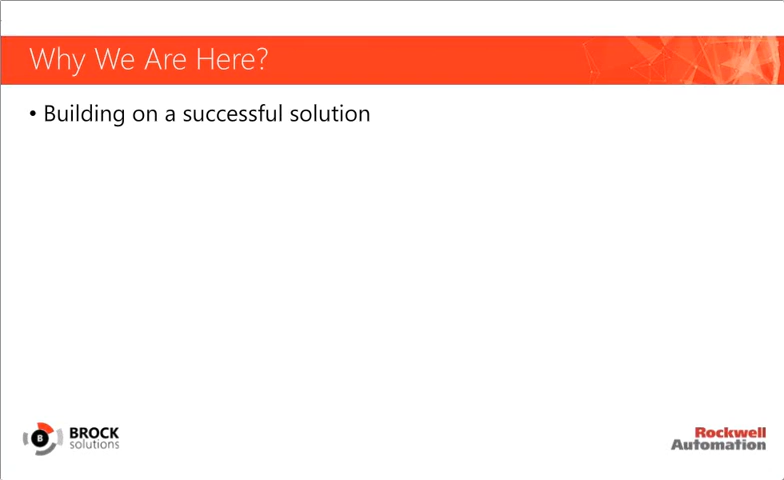 Why We Are Here?
• Building on a successful solution
B
BROCK
solutions
Rockwell
Automation